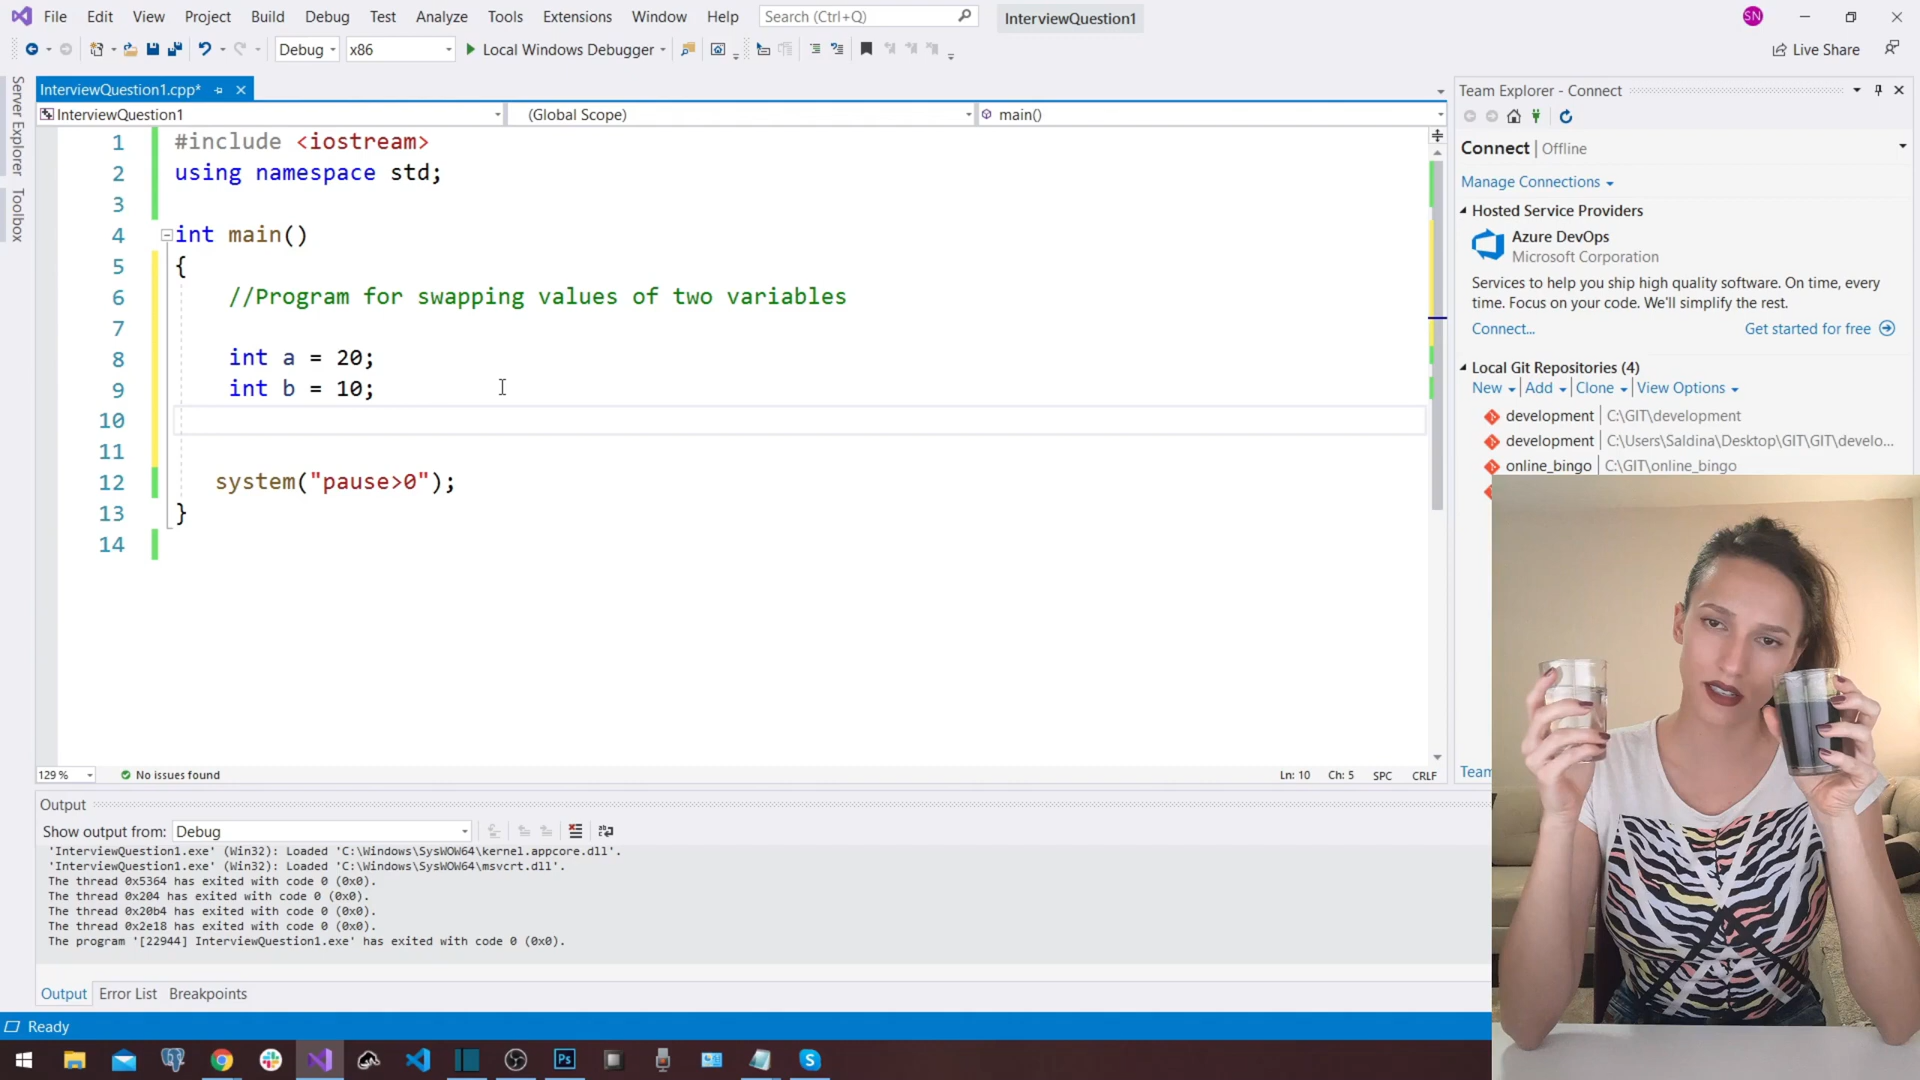 File Edit View Project Build Debug Test Analyze Tools Extensions Window Help Search (Ctrl+Q) InterviewQuestion1 SN
Debug x86 Local Windows Debugger Live Share
Server Explorer
Toolbox
InterviewQuestion1.cpp*
InterviewQuestion1 (Global Scope) main()
1 #include <iostream>
2 using namespace std;
3
4 int main()
5 {
6 //Program for swapping values of two variables
7
8 int a = 20;
9 int b = 10;
10
11
12 system("pause>0");
13 }
14
129 % No issues found Ln: 10 Ch: 5 SPC CRLF
Team Explorer - Connect
Connect | Offline
Manage Connections
Hosted Service Providers
Azure DevOps
Microsoft Corporation
Services to help you ship high quality software. On time, every
time. Focus on your code. We'll simplify the rest.
Connect... Get started for free
Local Git Repositories (4)
New Add Clone View Options
development C:\GIT\development
development C:\Users\Saldina\Desktop\GIT\GIT\develo...
online_bingo C:\GIT\online_bingo
Team
Output
Show output from: Debug
'InterviewQuestion1.exe' (Win32): Loaded 'C:\Windows\SysWOW64\kernel.appcore.dll'.
'InterviewQuestion1.exe' (Win32): Loaded 'C:\Windows\SysWOW64\msvcrt.dll'.
The thread 0x5364 has exited with code 0 (0x0).
The thread 0x204 has exited with code 0 (0x0).
The thread 0x20b4 has exited with code 0 (0x0).
The thread 0x2e18 has exited with code 0 (0x0).
The program '[22944] InterviewQuestion1.exe' has exited with code 0 (0x0).
Output Error List Breakpoints
Ready
Ps S